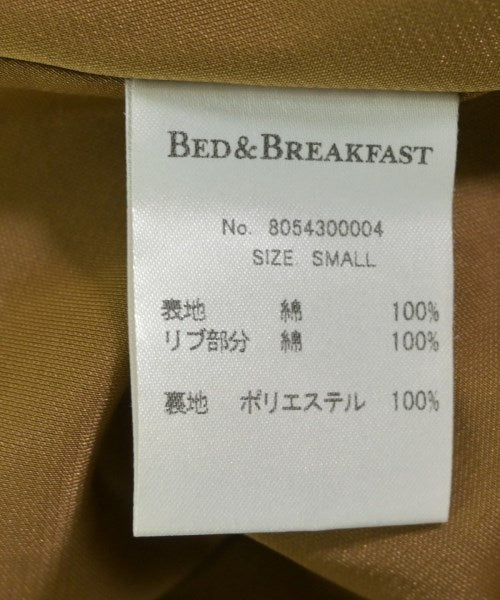 BED&BREAKFAST
No. 8054300004
SIZE SMALL
表地 綿 100%
リブ部分 綿 100%
裏地 ポリエステル 100%